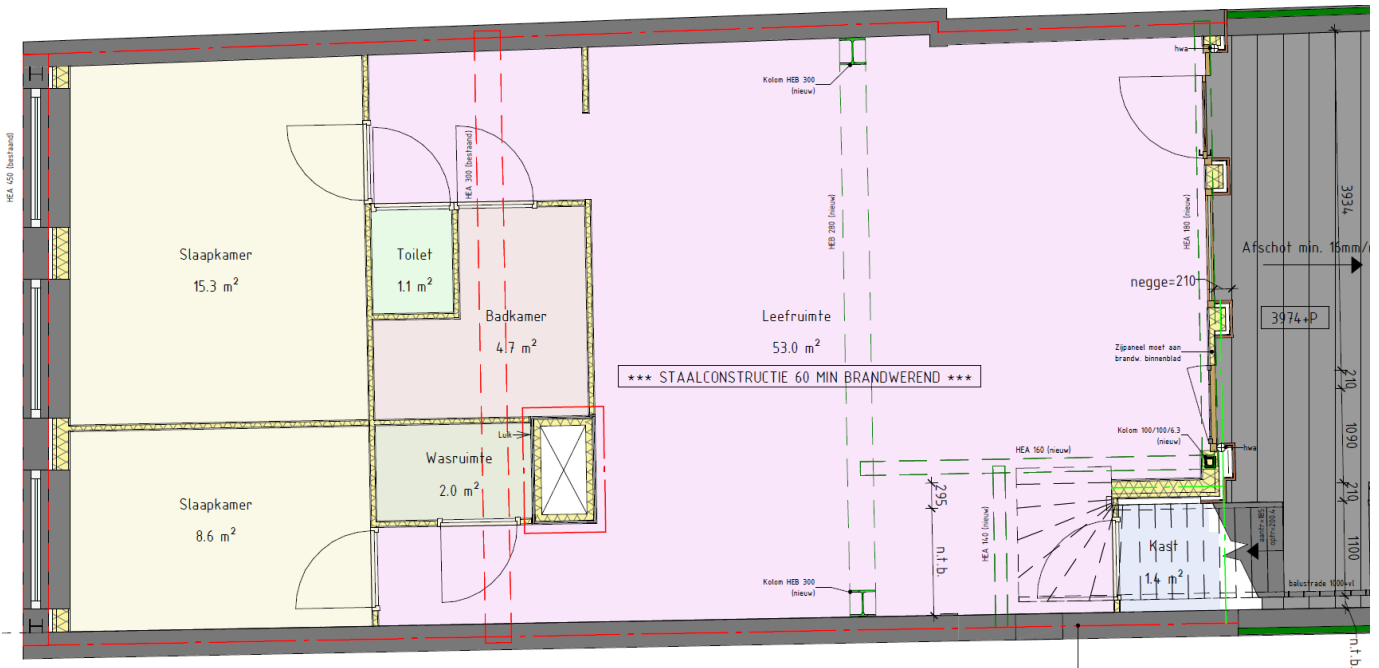 HEA 450 (bestaand)
Slaapkamer
15.3 m²
Slaapkamer
8.6 m²
Toilet
1.1 m²
Badkamer
4.7 m²
Wasruimte
2.0 m²
Luik
HEA 300 (bestaand)
Kolom HEB 300
(nieuw)
HEB 280 (nieuw)
Leefruimte
53.0 m²
*** STAALCONSTRUCTIE 60 MIN BRANDWEREND ***
Kolom HEB 300
(nieuw)
295
n.t.b.
HEA 160 (nieuw)
HEA 140 (nieuw)
hwa
HEA 180 (nieuw)
negge=210
Zijpaneel moet aan
brandw. binnenblad
Kolom 100/100/6.3
(nieuw)
hwa
Kast
1.4 m²
Afschot min. 16mm/
3974+P
3934
210
1090
210
1100
balustrade 1000+vl
n.t.b.